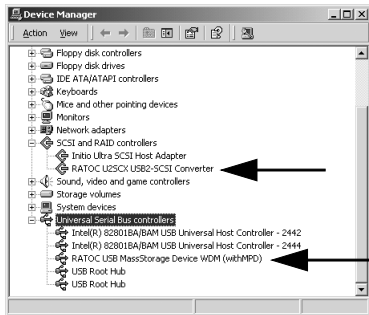 Device Manager
Action View
Floppy disk controllers
Floppy disk drives
IDE ATA/ATAPI controllers
Keyboards
Mice and other pointing devices
Monitors
Network adapters
SCSI and RAID controllers
Initio Ultra SCSI Host Adapter
RATOC U2SCX USB2-SCSI Converter
Sound, video and game controllers
Storage volumes
System devices
Universal Serial Bus controllers
Intel(R) 82801BA/BAM USB Universal Host Controller - 2442
Intel(R) 82801BA/BAM USB Universal Host Controller - 2444
RATOC USB MassStorage Device WDM (withMPD)
USB Root Hub
USB Root Hub